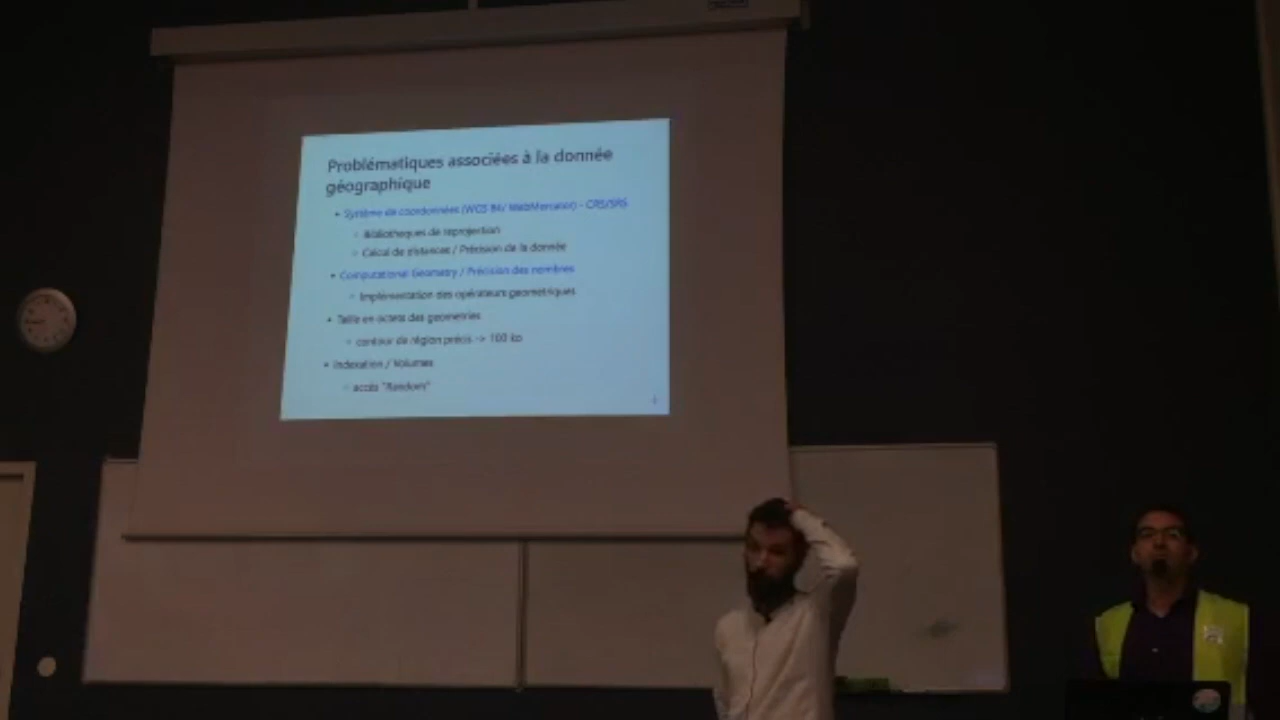 Problématiques associées à la donnée
géographique
• Système de coordonnées (WGS 84/ WebMercator) - CRS/SRS
Bibliothèques de reprojection
Calcul de distances / Précision de la donnée
• Computational Geometry / Précision des nombres
Implémentation des opérateurs géométriques
• Taille en octets des géométries
contour de région précis -> 100 ko
• Indexation / Volumes
accès "Random"